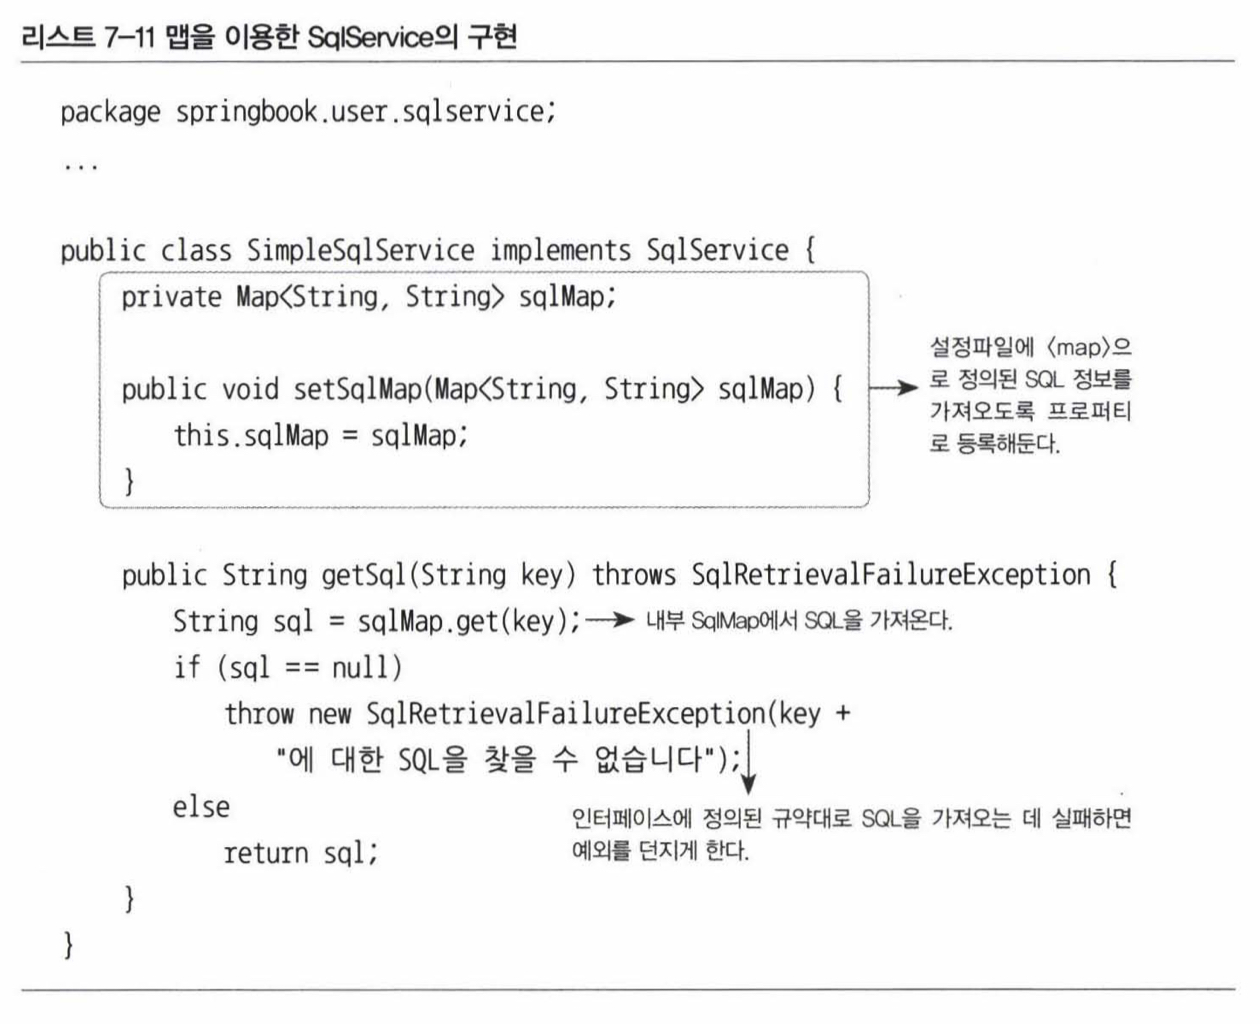 리스트 7–11 맵을 이용한 SqlService의 구현
package springbook.user.sqlservice;
...
public class SimpleSqlService implements SqlService {
private Map<String, String> sqlMap;
public void setSqlMap(Map<String, String> sqlMap) {
this.sqlMap = sqlMap;
}
설정파일에 〈map〉으
로 정의된 SQL 정보를
가져오도록 프로퍼티
로 등록해둔다.
public String getSql(String key) throws SqlRetrievalFailureException {
String sql = sqlMap.get(key); → 내부 SqlMap에서 SQL을 가져온다.
if (sql == null)
throw new SqlRetrievalFailureException(key +
"에 대한 SQL을 찾을 수 없습니다");
else
인터페이스에 정의된 규약대로 SQL을 가져오는 데 실패하면
예외를 던지게 한다.
return sql;
}
}